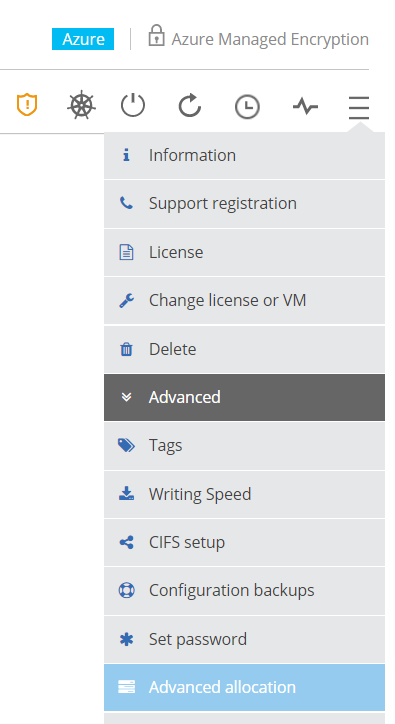 Azure
Azure Managed Encryption
Information
Support registration
License
Change license or VM
Delete
Advanced
Tags
Writing Speed
CIFS setup
Configuration backups
Set password
Advanced allocation